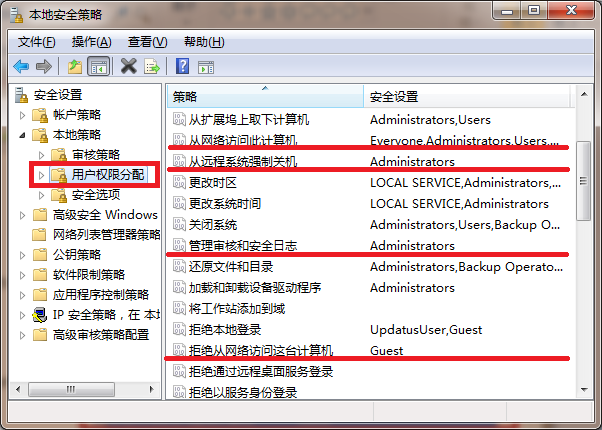 本地安全策略
文件(F) 操作(A) 查看(V) 帮助(H)
安全设置
帐户策略
本地策略
审核策略
用户权限分配
安全选项
高级安全 Windows
网络列表管理器策略
公钥策略
软件限制策略
应用程序控制策略
IP 安全策略，在 本地
高级审核策略配置
策略 安全设置
从扩展坞上取下计算机 Administrators,Users
从网络访问此计算机 Everyone,Administrators,Users,...
从远程系统强制关机 Administrators
更改时区 LOCAL SERVICE,Administrators,...
更改系统时间 LOCAL SERVICE,Administrators
关闭系统 Administrators,Users,Backup O...
管理审核和安全日志 Administrators
还原文件和目录 Administrators,Backup Operato...
加载和卸载设备驱动程序 Administrators
将工作站添加到域
拒绝本地登录 UpdatusUser,Guest
拒绝从网络访问这台计算机 Guest
拒绝通过远程桌面服务登录
拒绝以服务身份登录